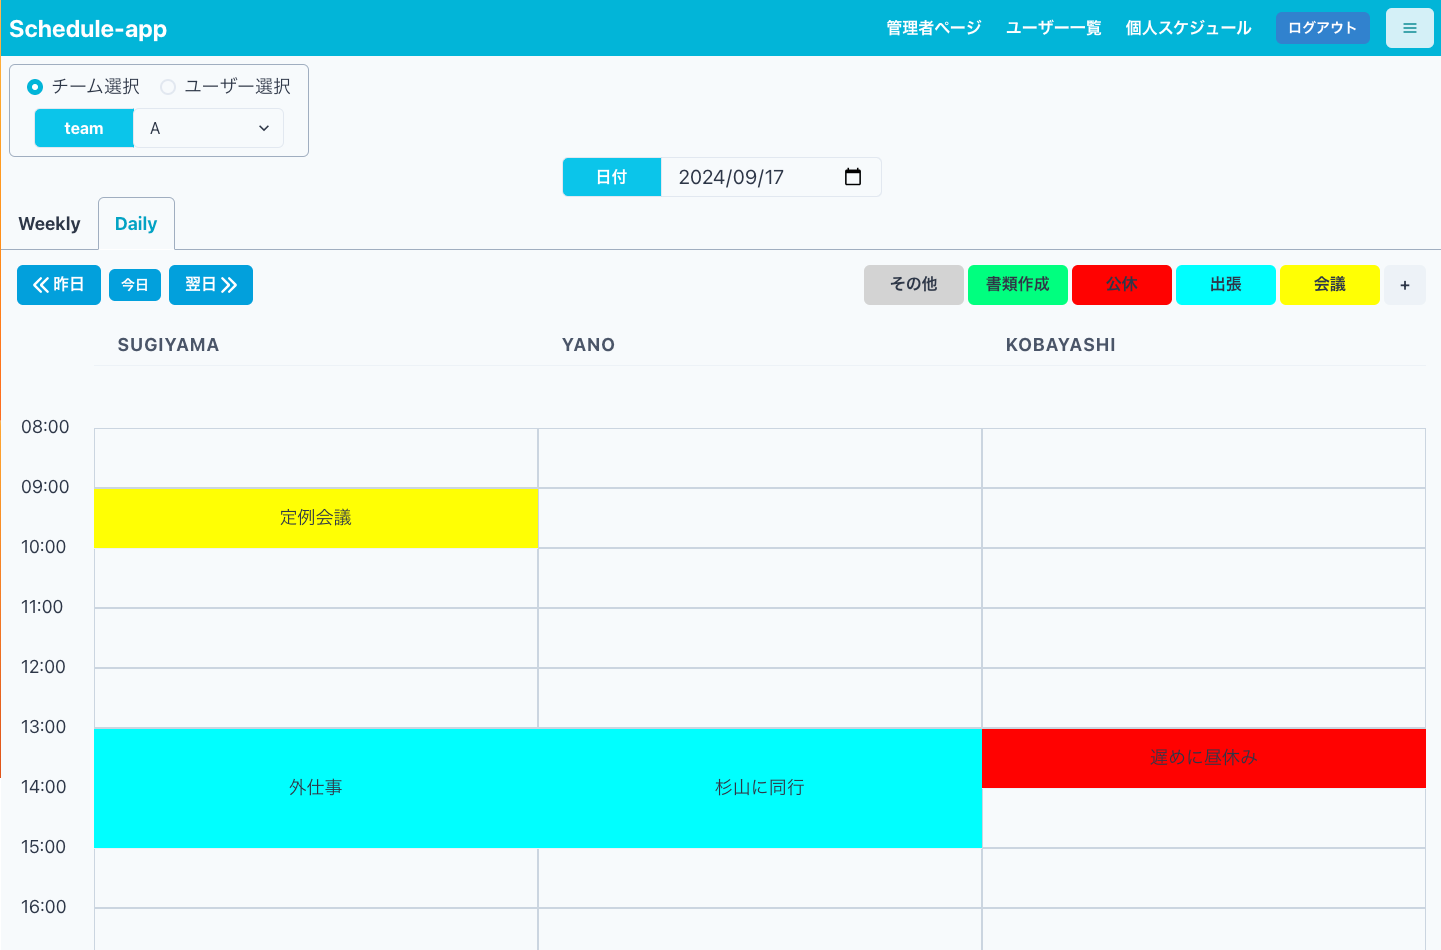 Schedule-app 管理者ページ ユーザー一覧 個人スケジュール ログアウト
チーム選択 ユーザー選択
team A
日付 2024/09/17
Weekly Daily
昨日 今日 翌日 その他 書類作成 公休 出張 会議 +
SUGIYAMA YANO KOBAYASHI
08:00
09:00
定例会議
10:00
11:00
12:00
13:00
遅めに昼休み
14:00 外仕事 杉山に同行
15:00
16:00